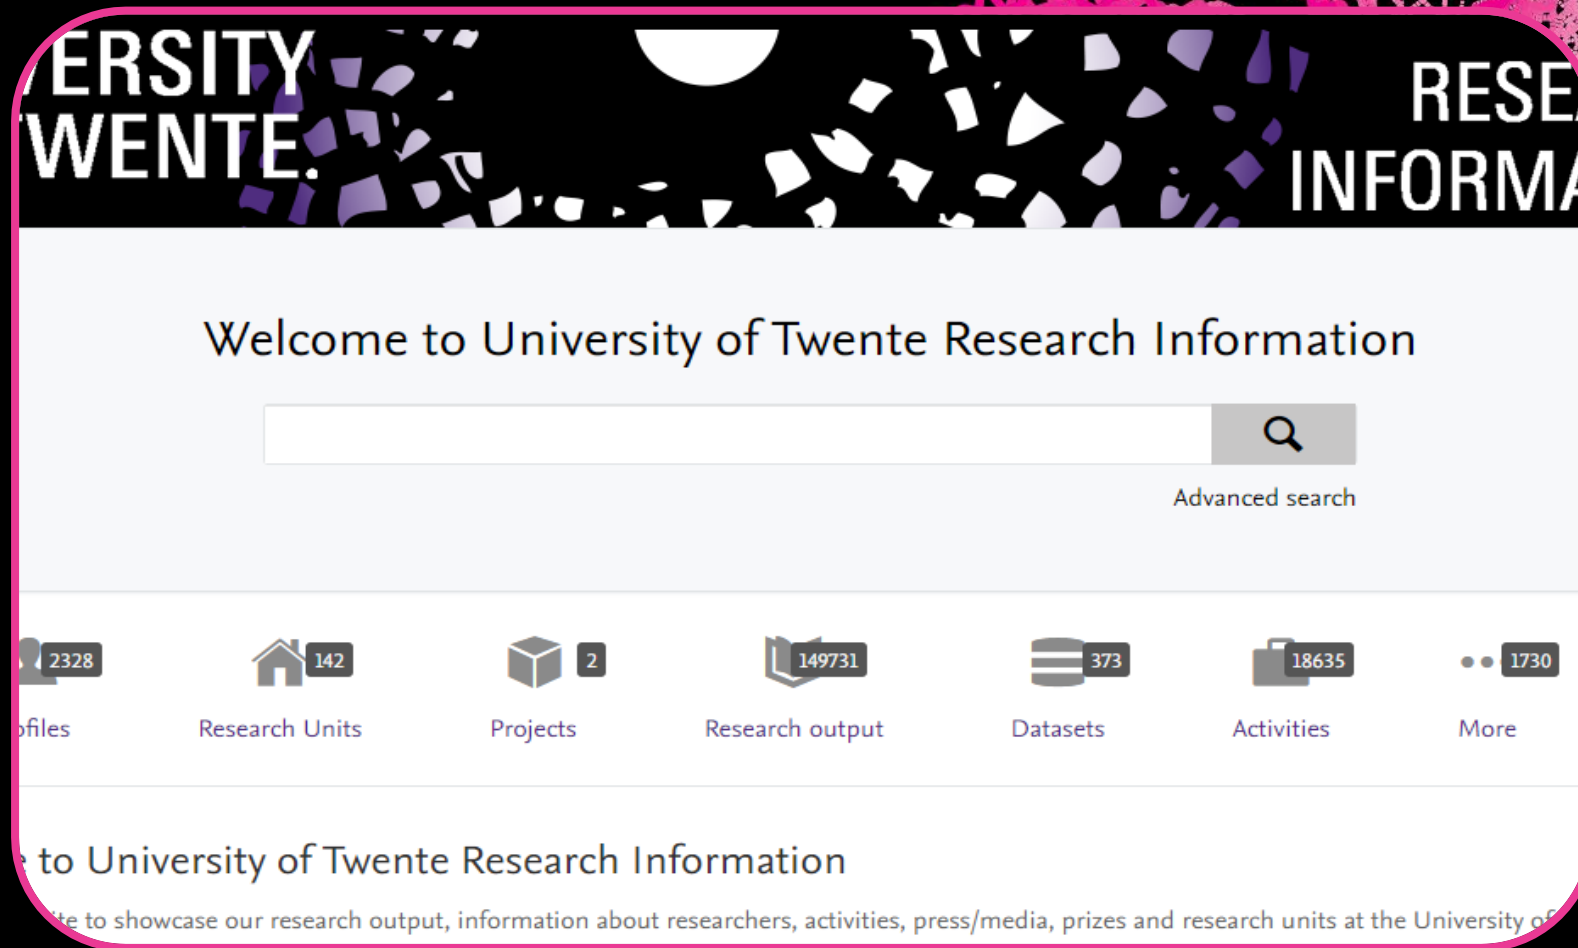 ERSITY
WENTE.
RESE
INFORMA
Welcome to University of Twente Research Information
Advanced search
2328 142 2 149731 373 18635 1730
ofiles Research Units Projects Research output Datasets Activities More
to University of Twente Research Information
to showcase our research output, information about researchers, activities, press/media, prizes and research units at the University of